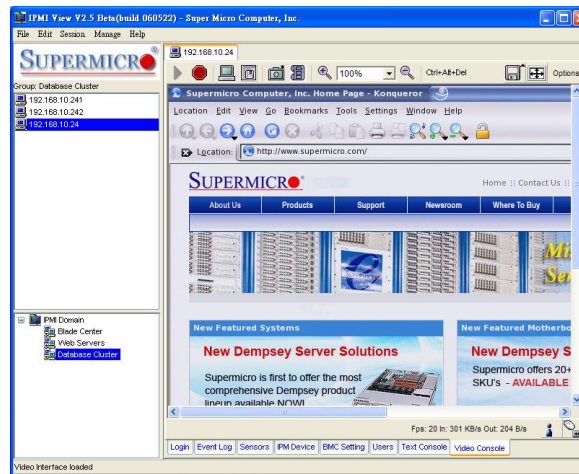 IPMI View V2.5 Beta(build 060522) - Super Micro Computer, Inc.
File Edit Session Manage Help
SUPERMICRO
Group: Database Cluster
192.168.10.241
192.168.10.242
192.168.10.24
IPMI Domain
Blade Center
Web Servers
Database Cluster
192.168.10.24
100% Ctrl+Alt+Del Options
Supermicro Computer, Inc. Home Page - Konqueror
Location Edit View Go Bookmarks Tools Settings Window Help
Location: http://www.supermicro.com/
SUPERMICRO
Home :: Contact Us ::
About Us Products Support Newsroom Where To Buy
New Featured Systems
New Dempsey Server Solutions
Supermicro is first to offer the most
comprehensive Dempsey product
lineup available NOW!
New Featured Motherbo
New Dempsey S
Supermicro offers 20+
SKU's - AVAILABLE
Fps: 20 In: 301 KB/s Out: 204 B/s
Login Event Log Sensors IPM Device BMC Setting Users Text Console Video Console
Video Interface loaded